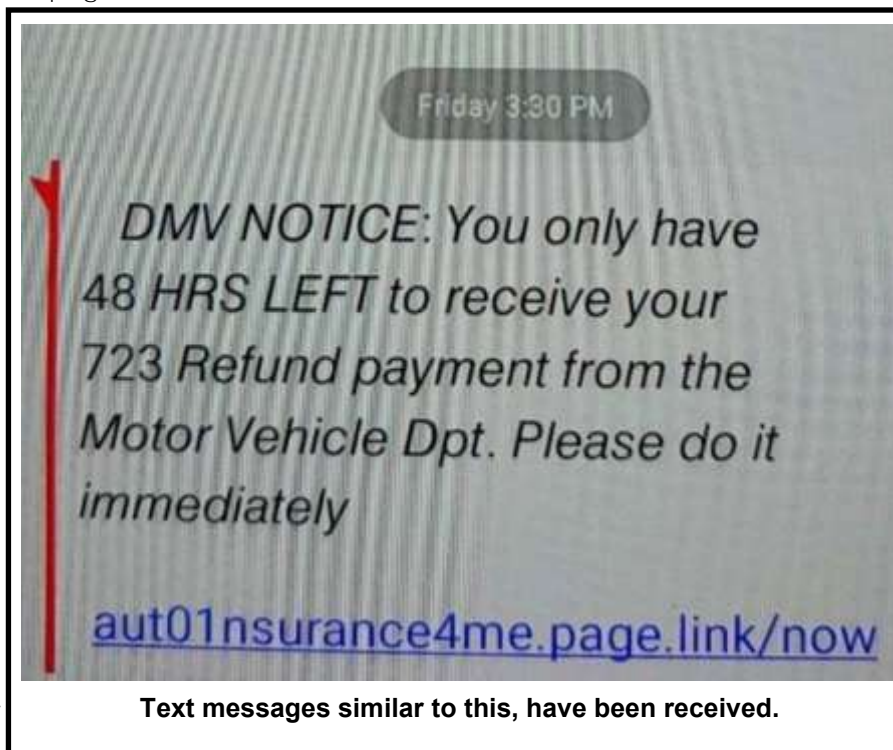 Friday 3:30 PM
DMV NOTICE: You only have
48 HRS LEFT to receive your
723 Refund payment from the
Motor Vehicle Dpt. Please do it
immediately
aut01nsurance4me.page.link/now
Text messages similar to this, have been received.